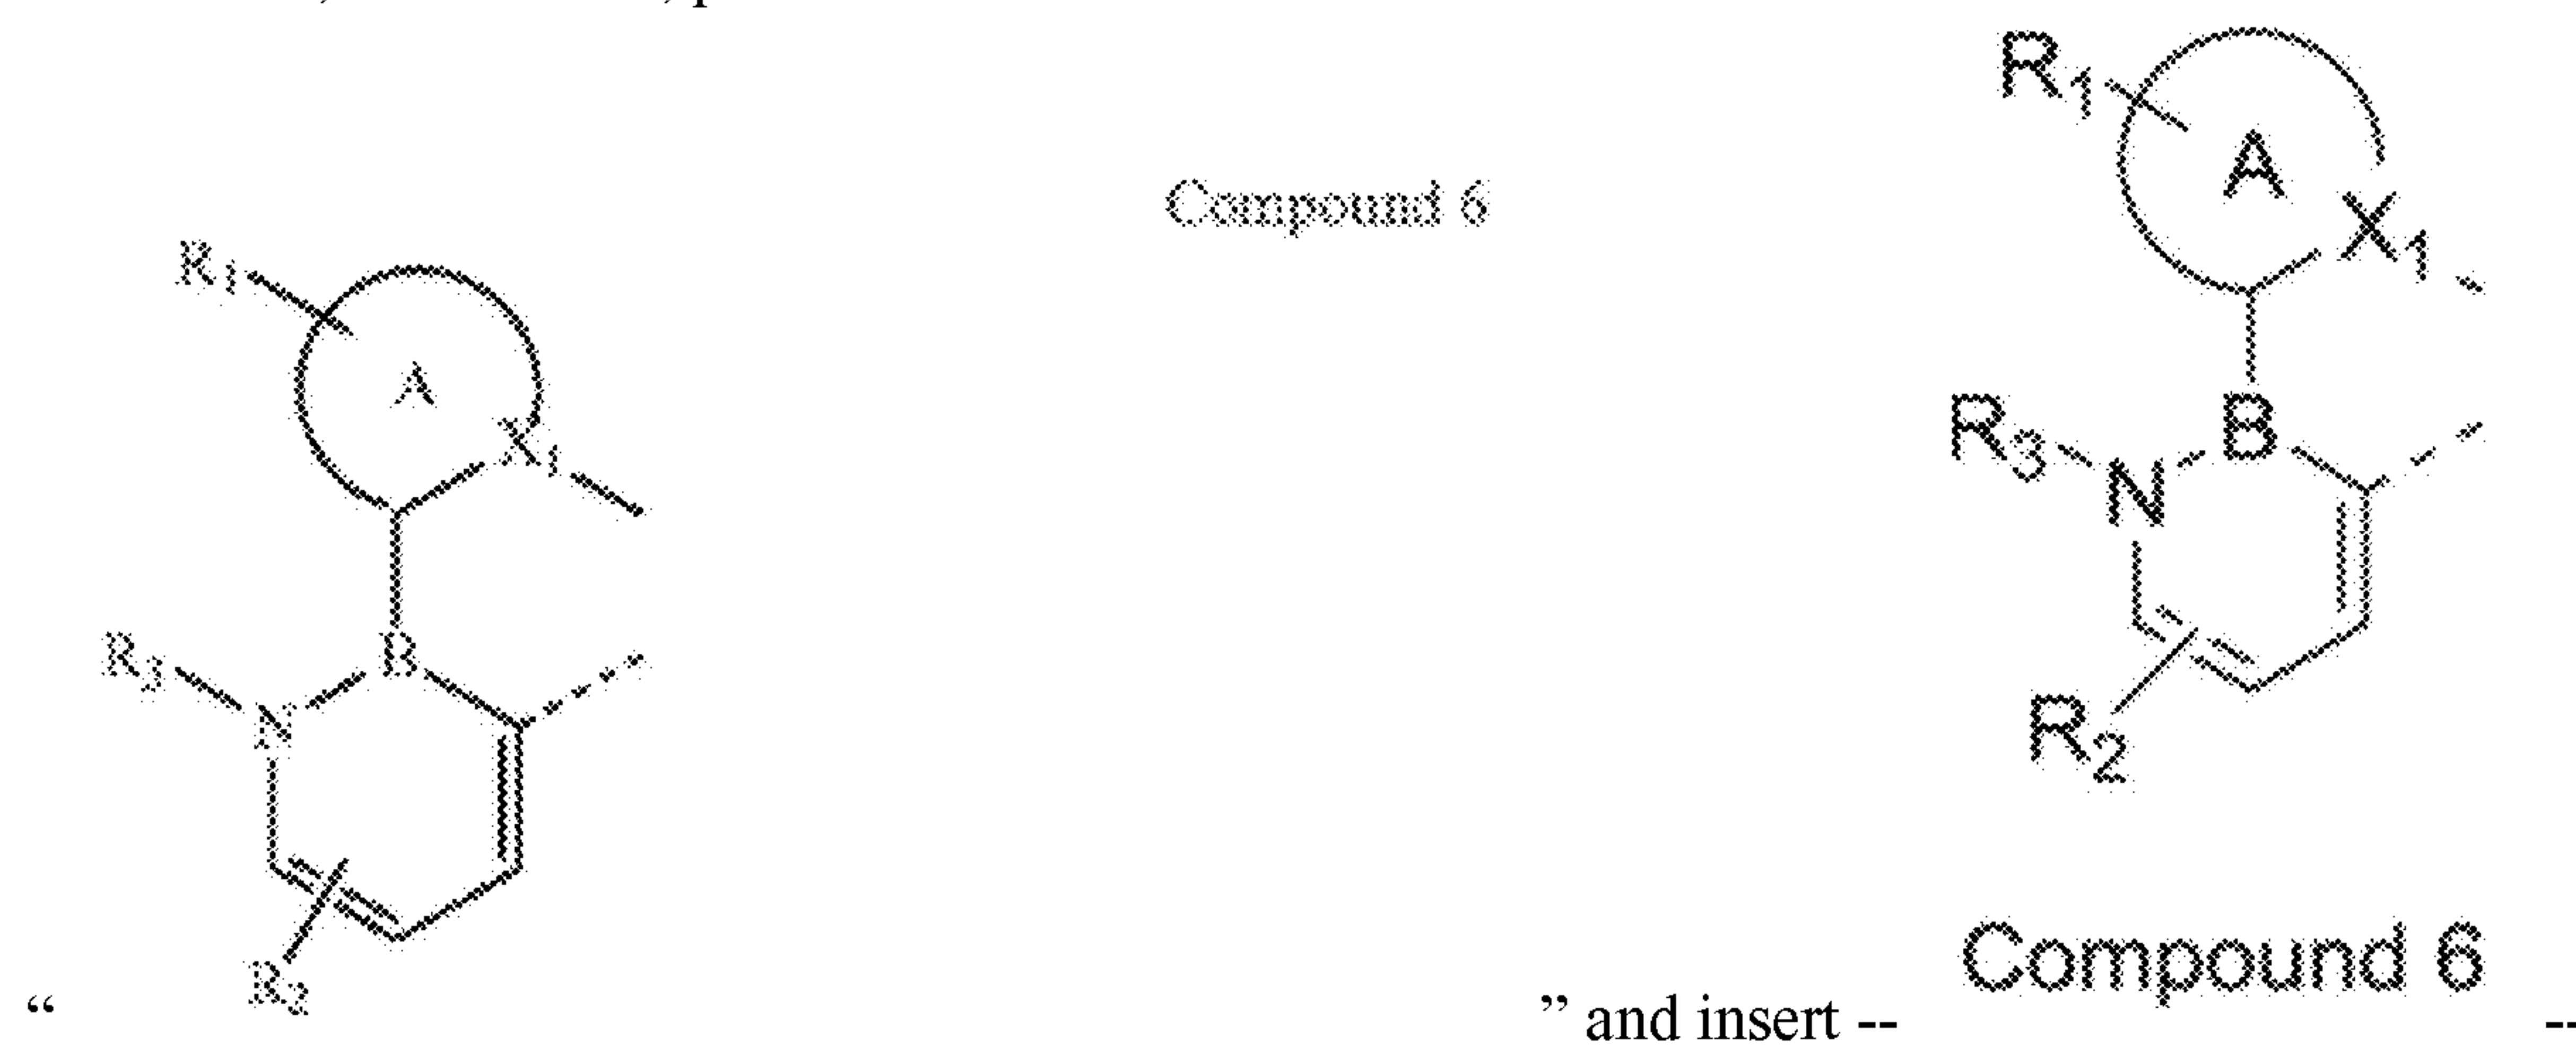 R1
A
X1
R3
B
N
R2
Compound 6
“
” and insert --
R1
A
X1
R3
B
N
R2
Compound 6
--